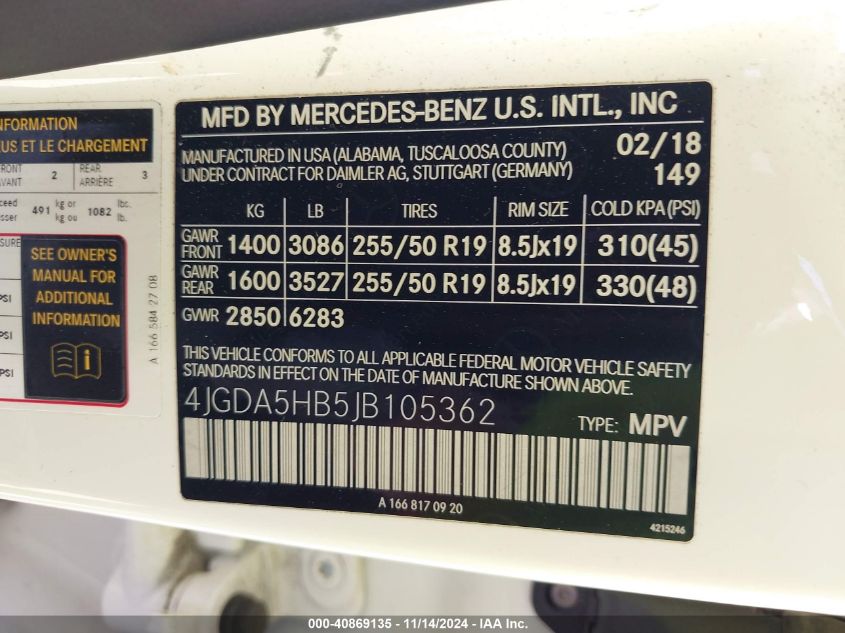 NFORMATION
US ET LE CHARGEMENT
FRONT
AVANT
2
REAR
ARRIÈRE
3
491 kg or
kg ou
1082 lbs.
lb.
SEE OWNER'S
MANUAL FOR
ADDITIONAL
INFORMATION
PSI
PSI
PSI
A 166 584 27 08
MFD BY MERCEDES-BENZ U.S. INTL., INC
MANUFACTURED IN USA (ALABAMA, TUSCALOOSA COUNTY) 02/18
UNDER CONTRACT FOR DAIMLER AG, STUTTGART (GERMANY) 149
KG LB TIRES RIM SIZE COLD KPA (PSI)
GAWR FRONT 1400 3086 255/50 R19 8.5Jx19 310(45)
GAWR REAR 1600 3527 255/50 R19 8.5Jx19 330(48)
GVWR 2850 6283
THIS VEHICLE CONFORMS TO ALL APPLICABLE FEDERAL MOTOR VEHICLE SAFETY
STANDARDS IN EFFECT ON THE DATE OF MANUFACTURE SHOWN ABOVE.
4JGDA5HB5JB105362 TYPE: MPV
A 166 817 09 20
4215246
000-40869135 - 11/14/2024 - IAA Inc.